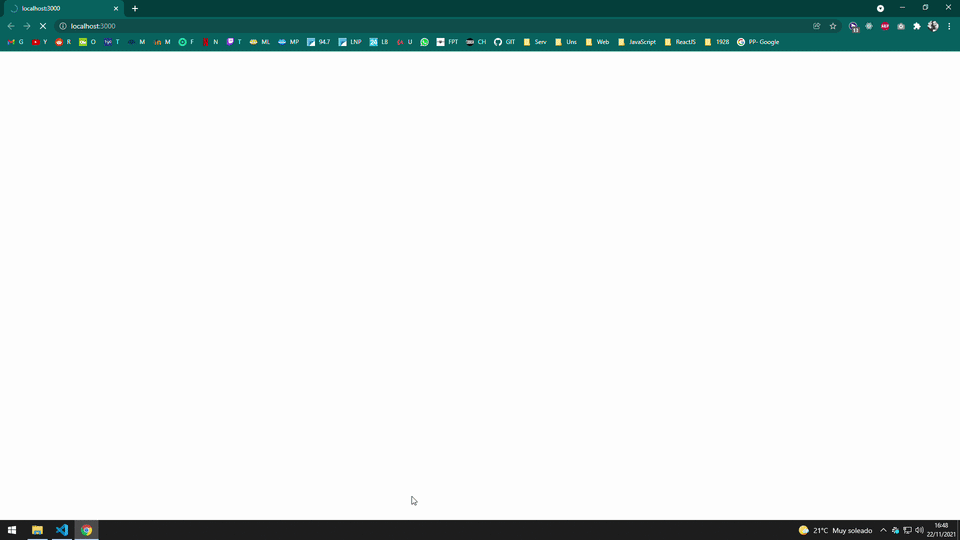 localhost:3000
localhost:3000
G Y R O T M M F N T ML MP 94.7 LNP LB U FPT CH GIT Serv Uns Web JavaScript ReactJS 1928 PP- Google
21°C Muy soleado
16:48
22/11/2021